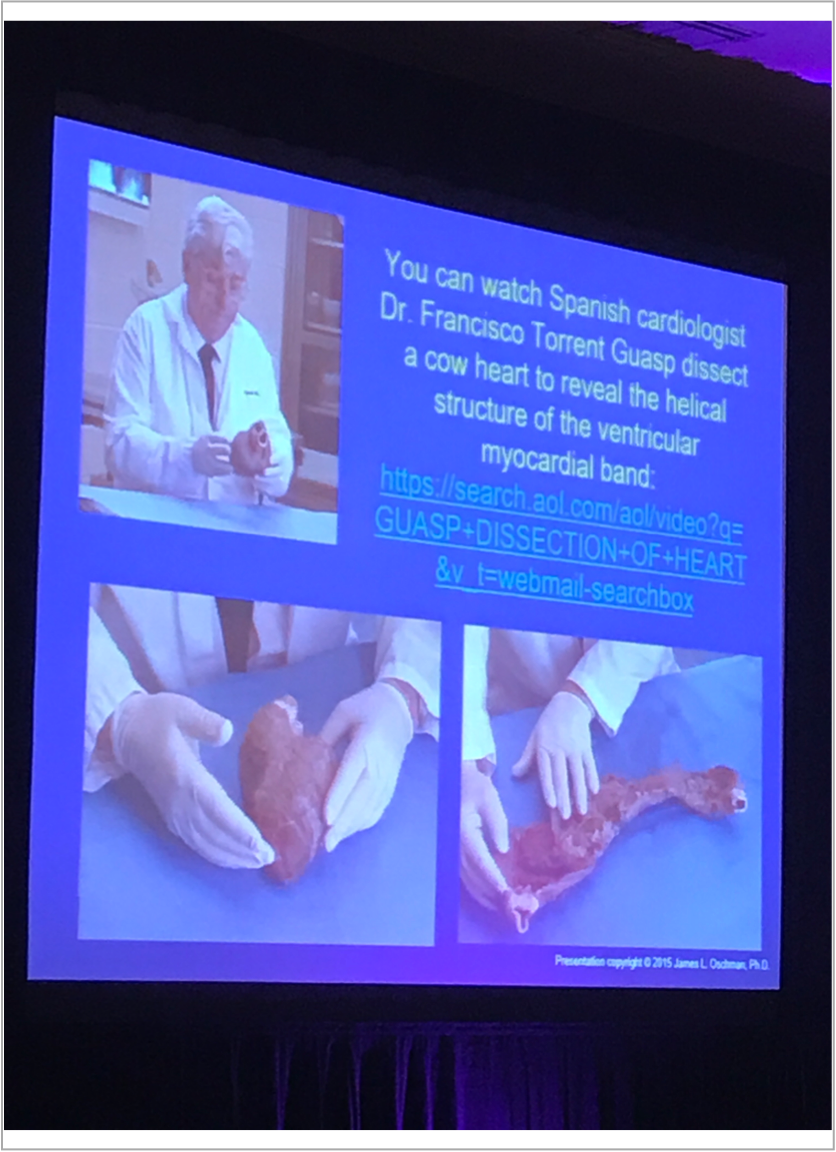 You can watch Spanish cardiologist
Dr. Francisco Torrent Guasp dissect
a cow heart to reveal the helical
structure of the ventricular
myocardial band:
https://search.aol.com/aol/video?q=
GUASP+DISSECTION+OF+HEART
&v_t=webmail-searchbox
Presentation copyright © 2015 James L. Oschman, Ph.D.